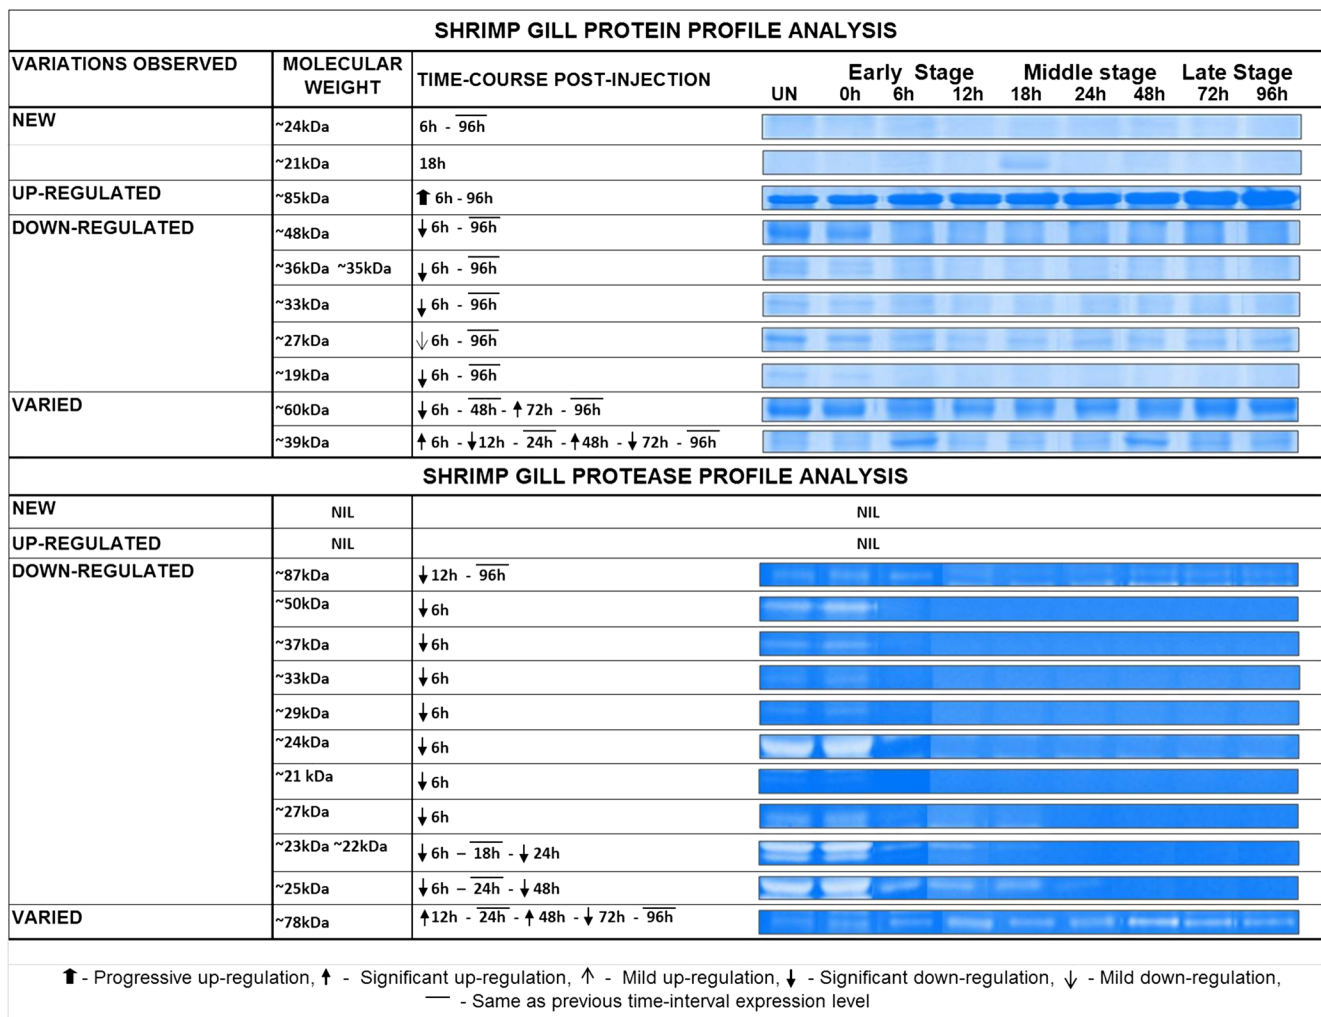 SHRIMP GILL PROTEIN PROFILE ANALYSIS
VARIATIONS OBSERVED MOLECULAR WEIGHT TIME-COURSE POST-INJECTION Early Stage Middle stage Late Stage
UN 0h 6h 12h 18h 24h 48h 72h 96h
NEW ~24kDa 6h - 96h
~21kDa 18h
UP-REGULATED ~85kDa ⬆ 6h - 96h
DOWN-REGULATED ~48kDa ↓ 6h - 96h
~36kDa ~35kDa ↓ 6h - 96h
~33kDa ↓ 6h - 96h
~27kDa ↓ 6h - 96h
~19kDa ↓ 6h - 96h
VARIED ~60kDa ↓ 6h - 48h - ↑ 72h - 96h
~39kDa ↑ 6h - ↓12h - 24h - ↑48h - ↓ 72h - 96h
SHRIMP GILL PROTEASE PROFILE ANALYSIS
NEW NIL NIL
UP-REGULATED NIL NIL
DOWN-REGULATED ~87kDa ↓ 12h - 96h
~50kDa ↓ 6h
~37kDa ↓ 6h
~33kDa ↓ 6h
~29kDa ↓ 6h
~24kDa ↓ 6h
~21 kDa ↓ 6h
~27kDa ↓ 6h
~23kDa ~22kDa ↓ 6h – 18h - ↓ 24h
~25kDa ↓ 6h – 24h - ↓ 48h
VARIED ~78kDa ↑12h - 24h - ↑ 48h - ↓ 72h - 96h
⬆ - Progressive up-regulation, ↑ - Significant up-regulation, ↑ - Mild up-regulation, ↓ - Significant down-regulation, ↓ - Mild down-regulation,
— - Same as previous time-interval expression level